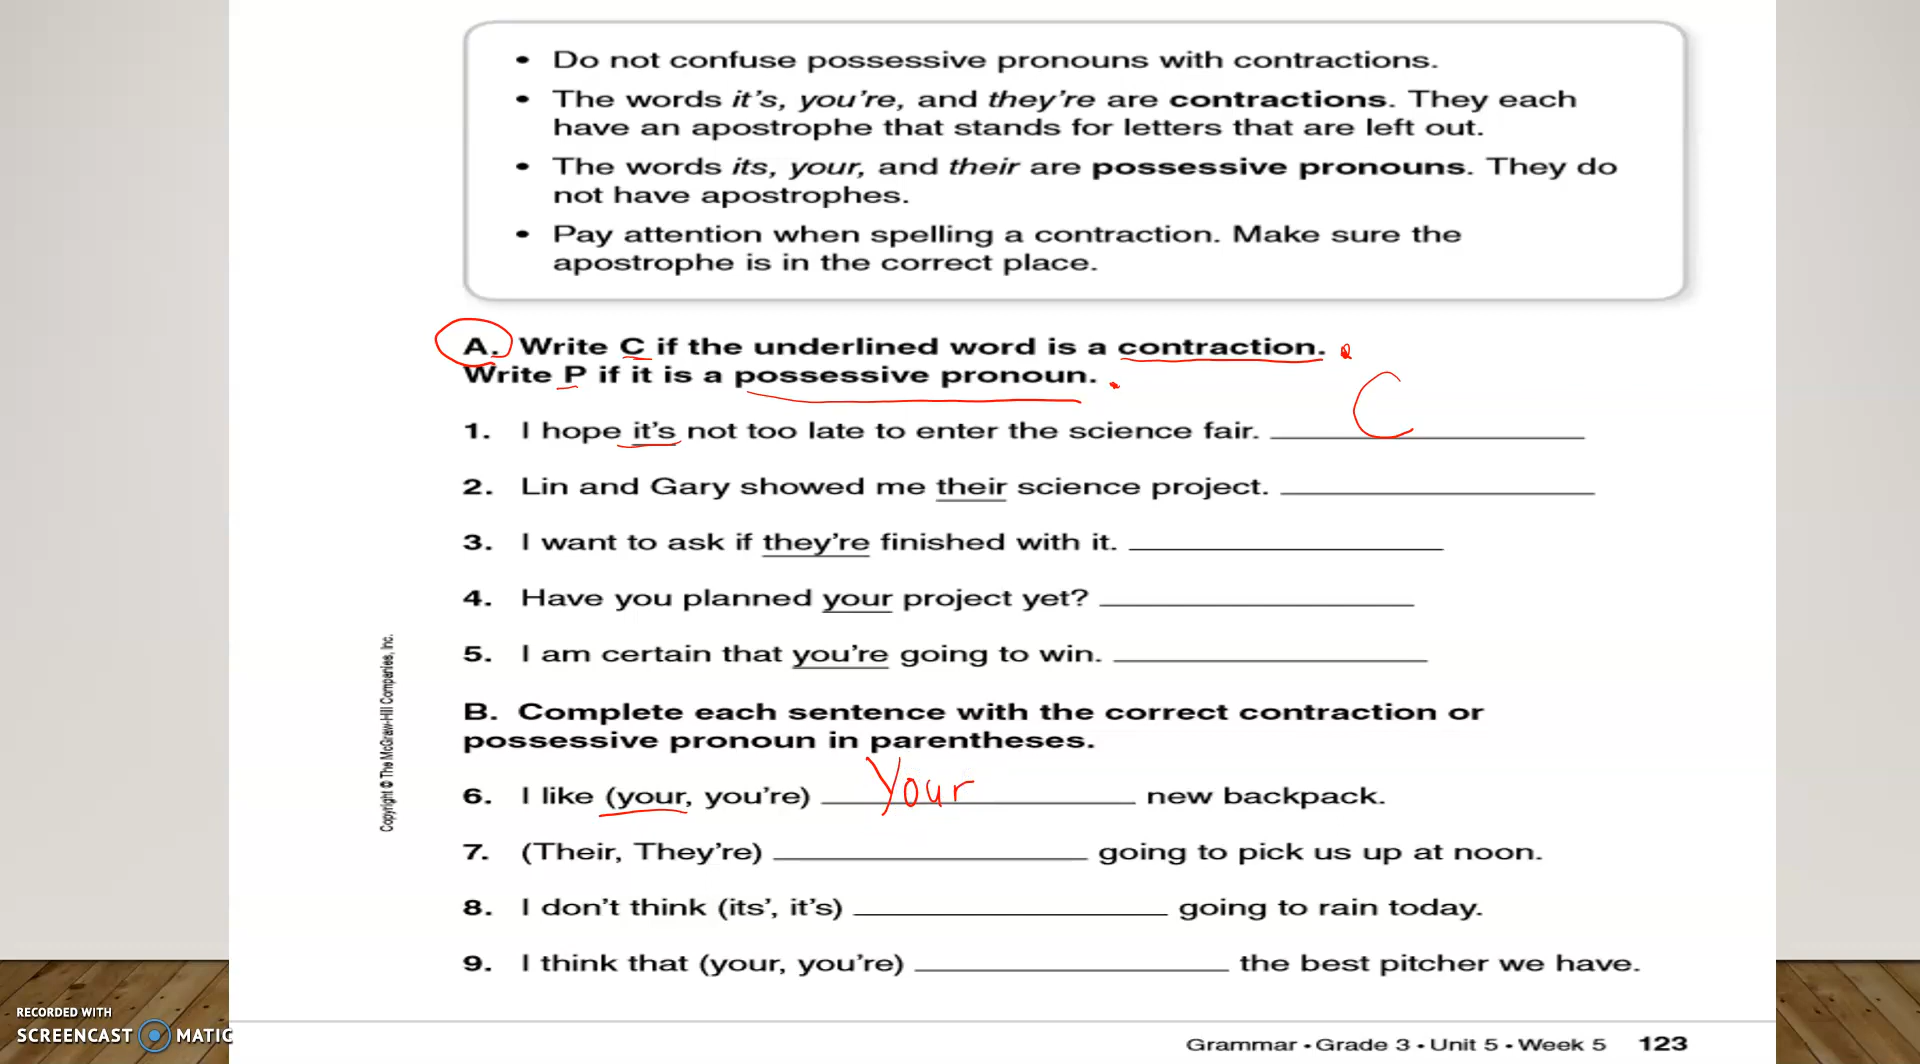 • Do not confuse possessive pronouns with contractions.
• The words it's, you're, and they're are contractions. They each
have an apostrophe that stands for letters that are left out.
• The words its, your, and their are possessive pronouns. They do
not have apostrophes.
• Pay attention when spelling a contraction. Make sure the
apostrophe is in the correct place.
A. Write C if the underlined word is a contraction.
Write P if it is a possessive pronoun.
1. I hope it's not too late to enter the science fair. C
2. Lin and Gary showed me their science project.
3. I want to ask if they're finished with it.
4. Have you planned your project yet?
5. I am certain that you're going to win.
B. Complete each sentence with the correct contraction or
possessive pronoun in parentheses.
6. I like (your, you're) Your new backpack.
7. (Their, They're) going to pick us up at noon.
8. I don't think (its', it's) going to rain today.
9. I think that (your, you're) the best pitcher we have.
Copyright © The McGraw-Hill Companies, Inc.
RECORDED WITH
SCREENCAST MATIC
Grammar • Grade 3 • Unit 5 • Week 5 123